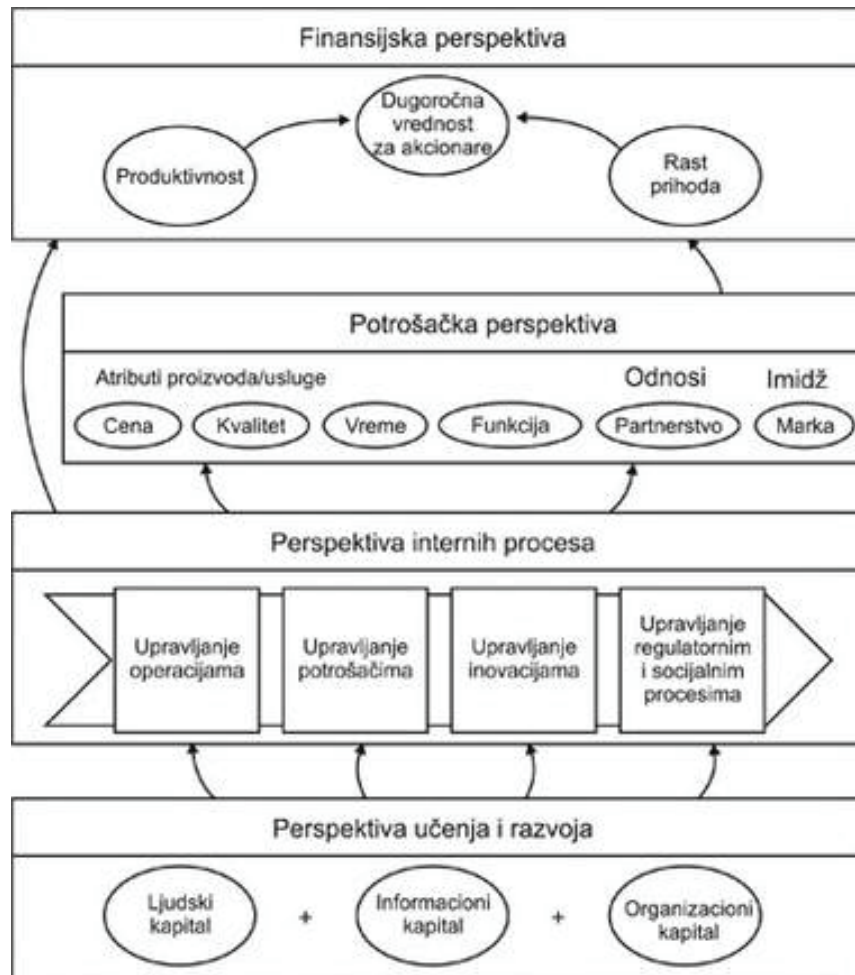 Finansijska perspektiva
Dugoročna
vrednost
za akcionare
Produktivnost
Rast
prihoda
Potrošačka perspektiva
Atributi proizvoda/usluge
Odnosi
Imidž
Cena
Kvalitet
Vreme
Funkcija
Partnerstvo
Marka
Perspektiva internih procesa
Upravljanje
operacijama
Upravljanje
potrošačima
Upravljanje
inovacijama
Upravljanje
regulatornim
i socijalnim
procesima
Perspektiva učenja i razvoja
Ljudski
kapital
+
Informacioni
kapital
+
Organizacioni
kapital